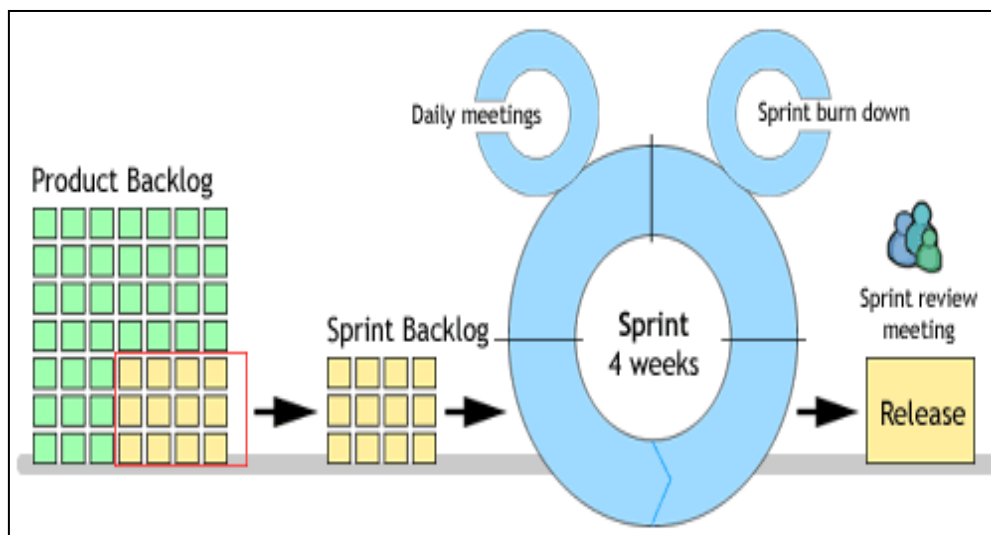 Daily meetings
Sprint burn down
Product Backlog
Sprint Backlog
Sprint
4 weeks
Sprint review
meeting
Release